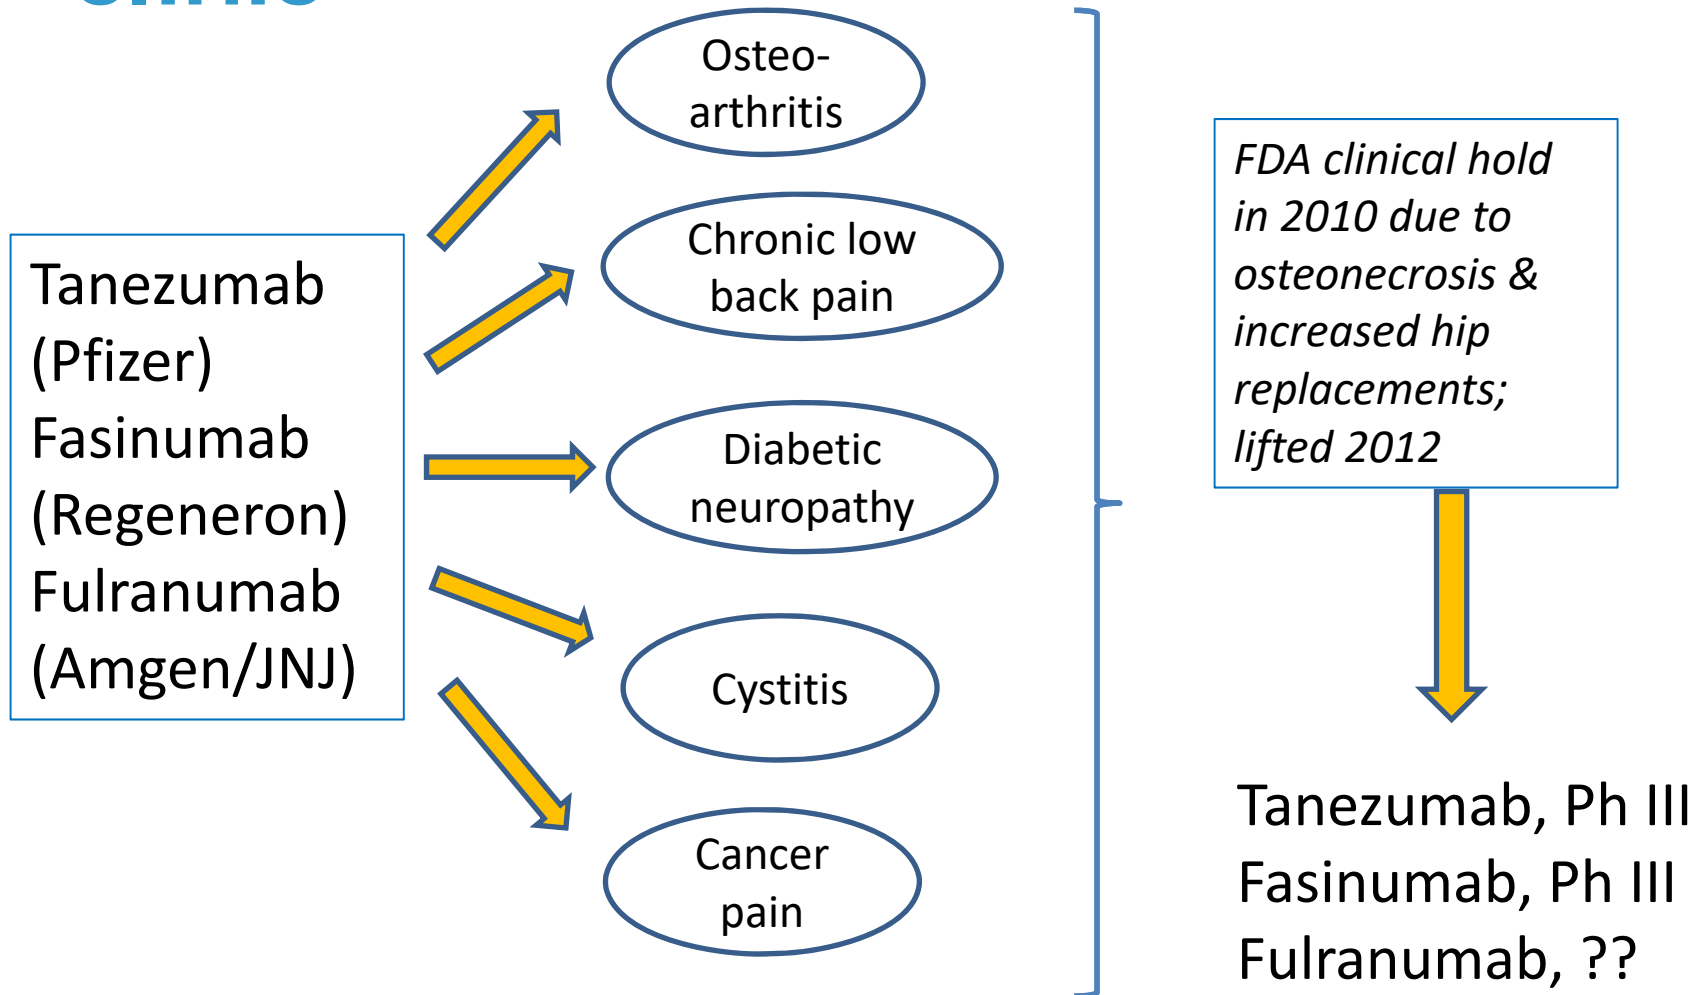 Tanezumab
(Pfizer)
Fasinumab
(Regeneron)
Fulranumab
(Amgen/JNJ)
Osteo-
arthritis
Chronic low
back pain
Diabetic
neuropathy
Cystitis
Cancer
pain
FDA clinical hold
in 2010 due to
osteonecrosis &
increased hip
replacements;
lifted 2012
Tanezumab, Ph III
Fasinumab, Ph III
Fulranumab, ??